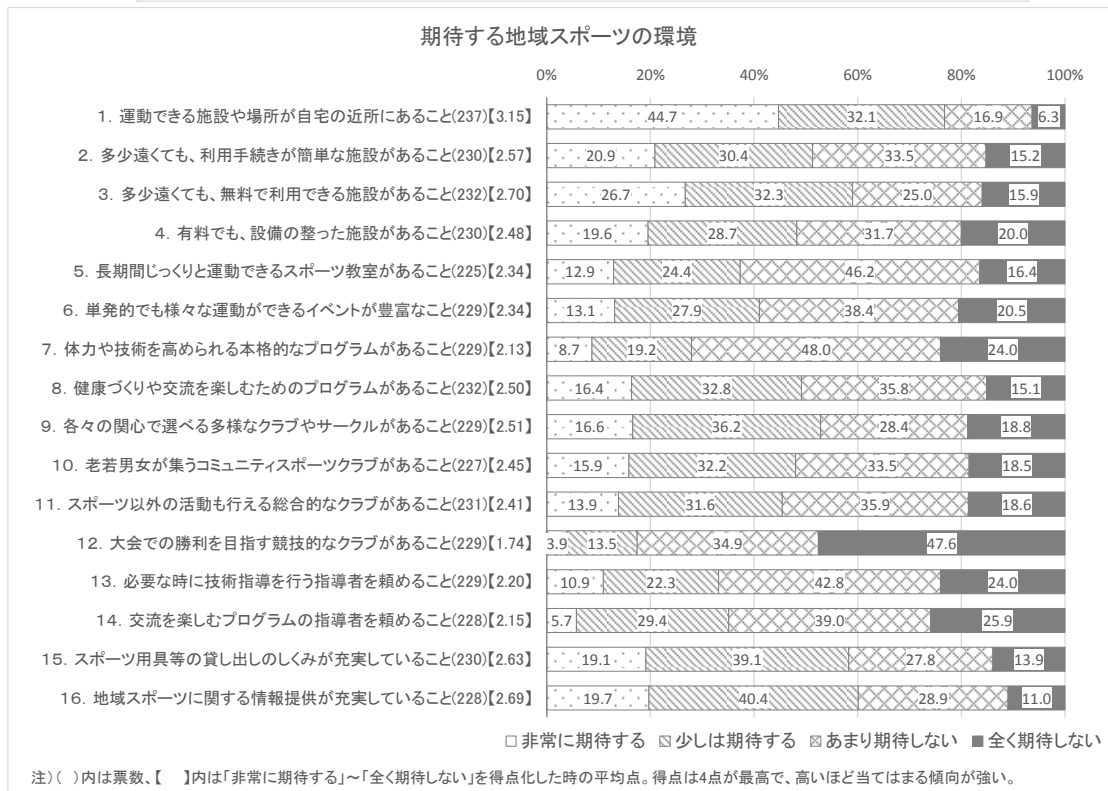 期待する地域スポーツの環境
0% 20% 40% 60% 80% 100%
1. 運動できる施設や場所が自宅の近所にあること(237)【3.15】 44.7 32.1 16.9 6.3
2. 多少遠くても、利用手続きが簡単な施設があること(230)【2.57】 20.9 30.4 33.5 15.2
3. 多少遠くても、無料で利用できる施設があること(232)【2.70】 26.7 32.3 25.0 15.9
4. 有料でも、設備の整った施設があること(230)【2.48】 19.6 28.7 31.7 20.0
5. 長期間じっくりと運動できるスポーツ教室があること(225)【2.34】 12.9 24.4 46.2 16.4
6. 単発的でも様々な運動ができるイベントが豊富なこと(229)【2.34】 13.1 27.9 38.4 20.5
7. 体力や技術を高められる本格的なプログラムがあること(229)【2.13】 8.7 19.2 48.0 24.0
8. 健康づくりや交流を楽しむためのプログラムがあること(232)【2.50】 16.4 32.8 35.8 15.1
9. 各々の関心で選べる多様なクラブやサークルがあること(229)【2.51】 16.6 36.2 28.4 18.8
10. 老若男女が集うコミュニティスポーツクラブがあること(227)【2.45】 15.9 32.2 33.5 18.5
11. スポーツ以外の活動も行える総合的なクラブがあること(231)【2.41】 13.9 31.6 35.9 18.6
12. 大会での勝利を目指す競技的なクラブがあること(229)【1.74】 3.9 13.5 34.9 47.6
13. 必要な時に技術指導を行う指導者を頼めること(229)【2.20】 10.9 22.3 42.8 24.0
14. 交流を楽しむプログラムの指導者を頼めること(228)【2.15】 5.7 29.4 39.0 25.9
15. スポーツ用具等の貸し出しのしくみが充実していること(230)【2.63】 19.1 39.1 27.8 13.9
16. 地域スポーツに関する情報提供が充実していること(228)【2.69】 19.7 40.4 28.9 11.0
非常に期待する 少しは期待する あまり期待しない 全く期待しない
注)( )内は票数、【 】内は「非常に期待する」~「全く期待しない」を得点化した時の平均点。得点は4点が最高で、高いほど当てはまる傾向が強い。